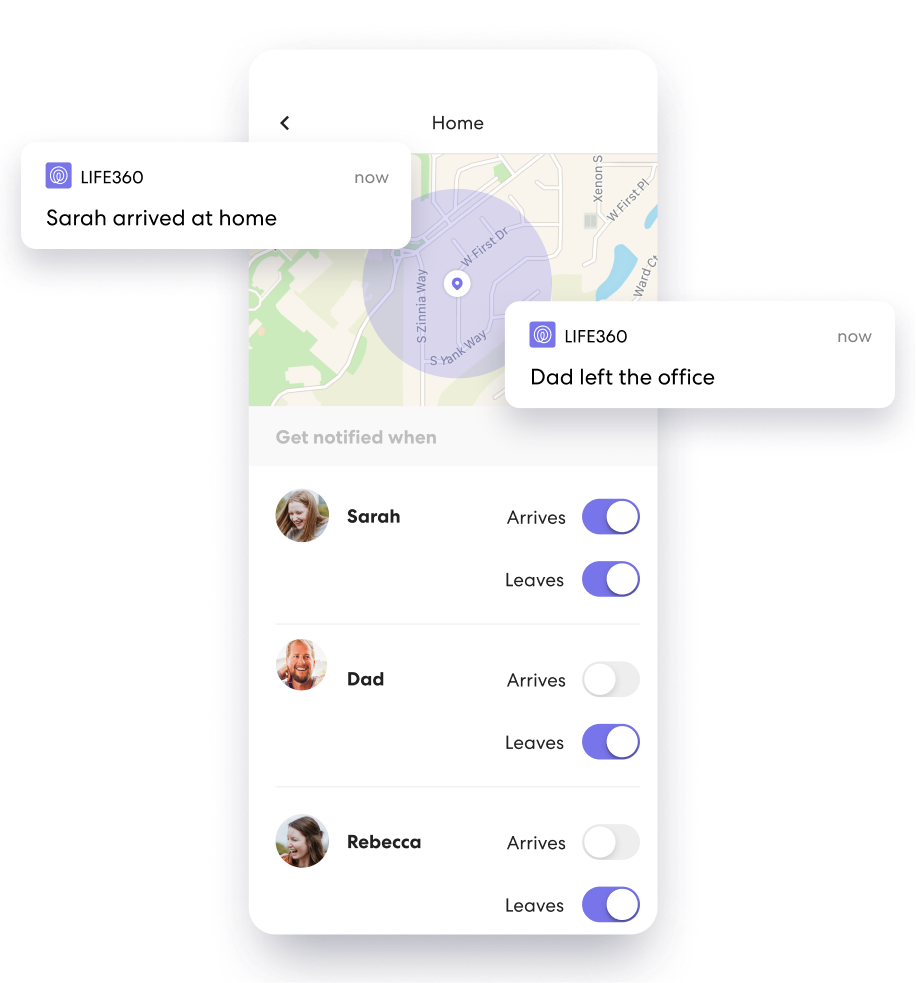 Home
LIFE360
now
Sarah arrived at home
Xenon S
W First Pl
W First Dr
Ward C
S Zinnia Way
S Yank Way
LIFE360
now
Dad left the office
Get notified when
Sarah
Arrives
Leaves
Dad
Arrives
Leaves
Rebecca
Arrives
Leaves